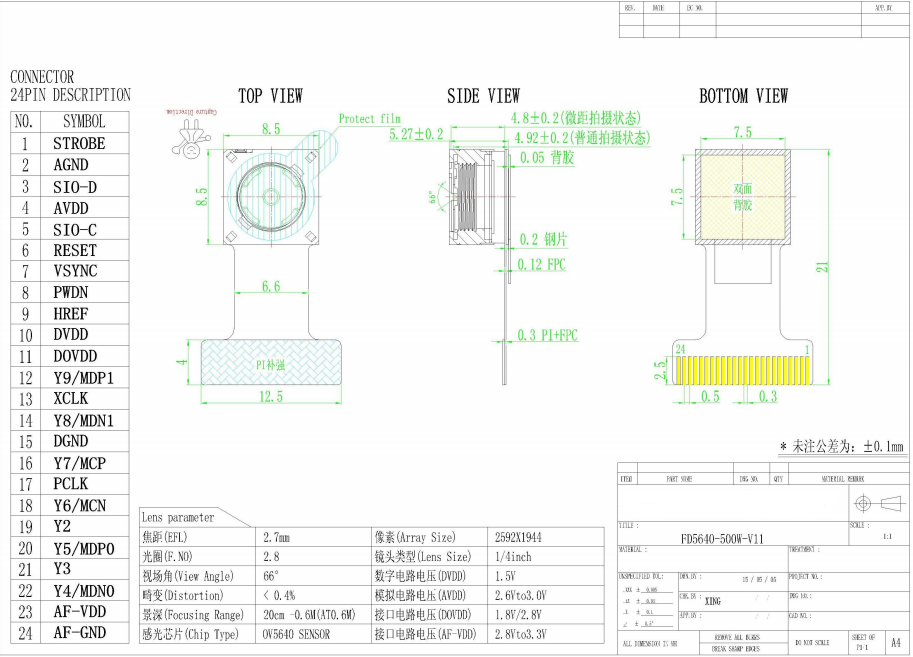 REV. DATE EC NO. APP.BY
CONNECTOR
24PIN DESCRIPTION
NO. SYMBOL
1 STROBE
2 AGND
3 SIO-D
4 AVDD
5 SIO-C
6 RESET
7 VSYNC
8 PWDN
9 HREF
10 DVDD
11 DOVDD
12 Y9/MDP1
13 XCLK
14 Y8/MDN1
15 DGND
16 Y7/MCP
17 PCLK
18 Y6/MCN
19 Y2
20 Y5/MDP0
21 Y3
22 Y4/MDN0
23 AF-VDD
24 AF-GND
TOP VIEW
Capture Direction
Protect film
8.5
8.5
6.6
4
PI补强
12.5
SIDE VIEW
4.8±0.2(微距拍摄状态)
5.27±0.2
4.92±0.2(普通拍摄状态)
0.05 背胶
66°
0.2 钢片
0.12 FPC
0.3 PI+FPC
BOTTOM VIEW
7.5
7.5
双面
背胶
21
24 1
2.5
0.5 0.3
* 未注公差为: ±0.1mm
Lens parameter
焦距(EFL) 2.7mm 像素(Array Size) 2592X1944
光圈(F.NO) 2.8 镜头类型(Lens Size) 1/4inch
视场角(View Angle) 66° 数字电路电压(DVDD) 1.5V
畸变(Distortion) < 0.4% 模拟电路电压(AVDD) 2.6Vto3.0V
景深(Focusing Range) 20cm -0.6M(AT0.6M) 接口电路电压(DOVDD) 1.8V/2.8V
感光芯片(Chip Type) OV5640 SENSOR 接口电路电压(AF-VDD) 2.8Vto3.3V
ITEM PART NAME DWG NO. QTY MATERIAL REMARK
TITLE :
FD5640-500W-V11
SCALE :
1:1
MATERIAL : TREATMENT :
UNSPECIFIED TOL:
.XXX ± 0.005
.XX ± 0.03
.X ± 0.1
∠ ± 0.5°
DWN.BY : 15 / 05 / 05 PROJECT NO.:
CHK.BY : XING / / DWG NO.:
APP.BY : / / CAD NO.:
ALL DIMENSION IS MM
REMOVE ALL BURRS
BREAK SHARP EDGES
DO NOT SCALE
SHEET OF
A4